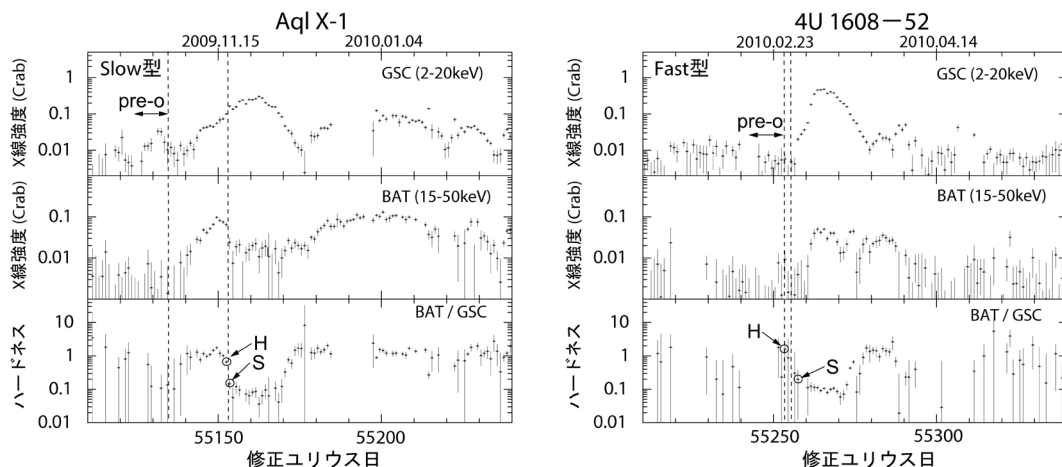 Aql X-1
2009.11.15 2010.01.04
Slow型
GSC (2-20keV)
pre-o
X線強度 (Crab)
1
0.1
0.01
BAT (15-50keV)
X線強度 (Crab)
0.1
0.01
BAT / GSC
H
S
ハードネス
10
1
0.1
0.01
55150 55200
修正ユリウス日
4U 1608−52
2010.02.23 2010.04.14
Fast型
GSC (2-20keV)
pre-o
X線強度 (Crab)
1
0.1
0.01
BAT (15-50keV)
X線強度 (Crab)
0.1
0.01
BAT / GSC
H
S
ハードネス
10
1
0.1
0.01
55250 55300
修正ユリウス日